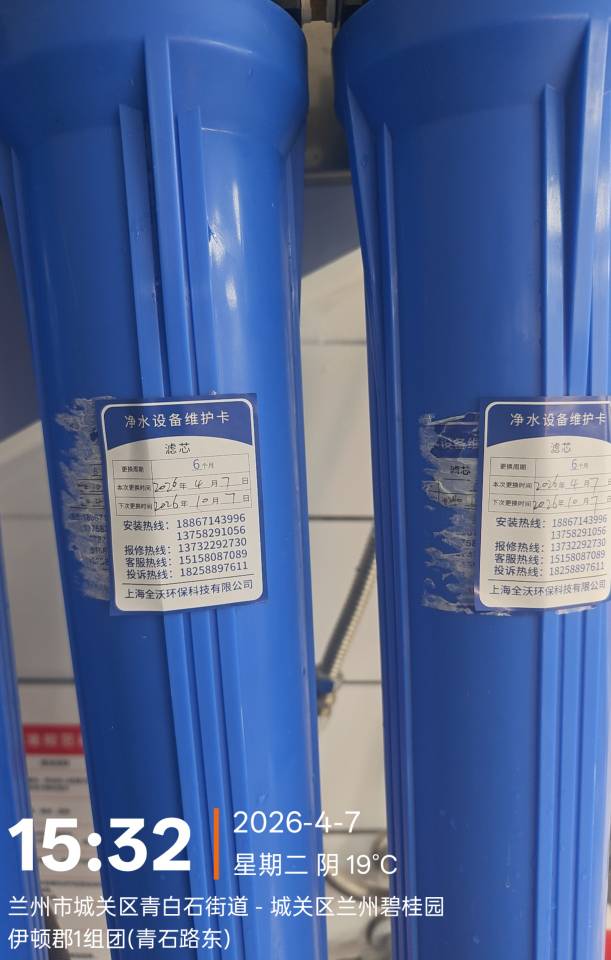 净水设备维护卡
滤芯
更换周期 6个月
本次更换时间 2026年 4月 7日
下次更换时间 2026年 10月 7日
安装热线：18867143996
13758291056
报修热线：13732292730
客服热线：15158087089
投诉热线：18258897611
上海全沃环保科技有限公司
净水设备维护卡
滤芯
更换周期 6个月
本次更换时间 2026年 4月 7日
下次更换时间 2026年 10月 7
安装热线：18867143996
13758291056
报修热线：13732292730
客服热线：15158087089
投诉热线：18258897611
上海全沃环保科技有限公司
15:32
2026-4-7
星期二 阴 19℃
兰州市城关区青白石街道 - 城关区兰州碧桂园
伊顿郡1组团(青石路东)